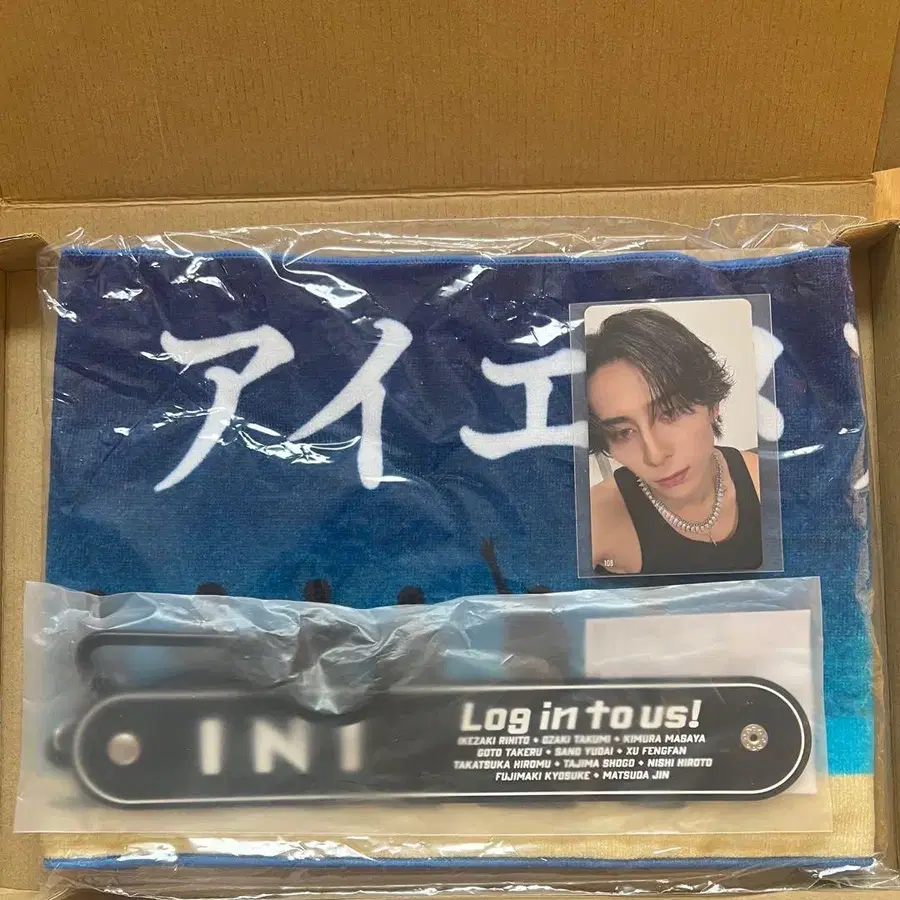 アイエ
108
INI
Log in to us!
IKEZAKI RIHITO • OZAKI TAKUMI • KIMURA MASAYA
GOTO TAKERU • SANO YUDAI • XU FENGFAN
TAKATSUKA HIROMU • TAJIMA SHOGO • NISHI HIROTO
FUJIMAKI KYOSUKE • MATSUDA JIN